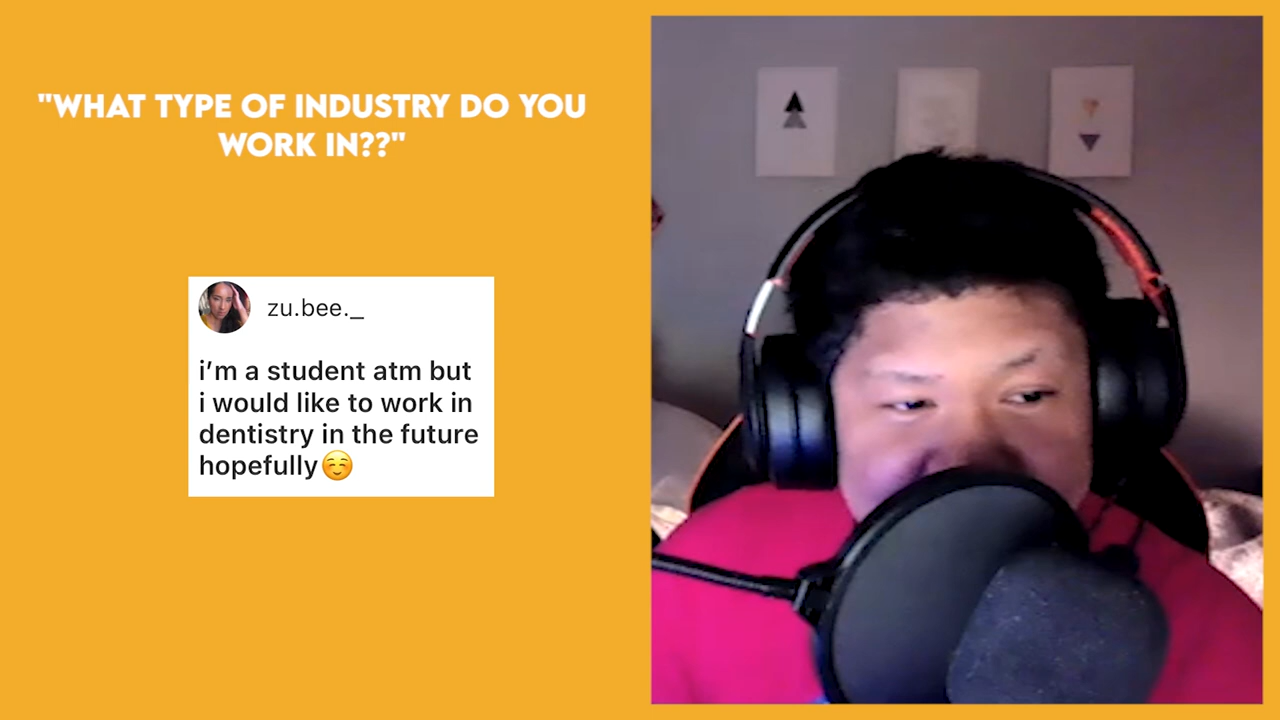 "WHAT TYPE OF INDUSTRY DO YOU
WORK IN??"
zu.bee._
i'm a student atm but
i would like to work in
dentistry in the future
hopefully☺️